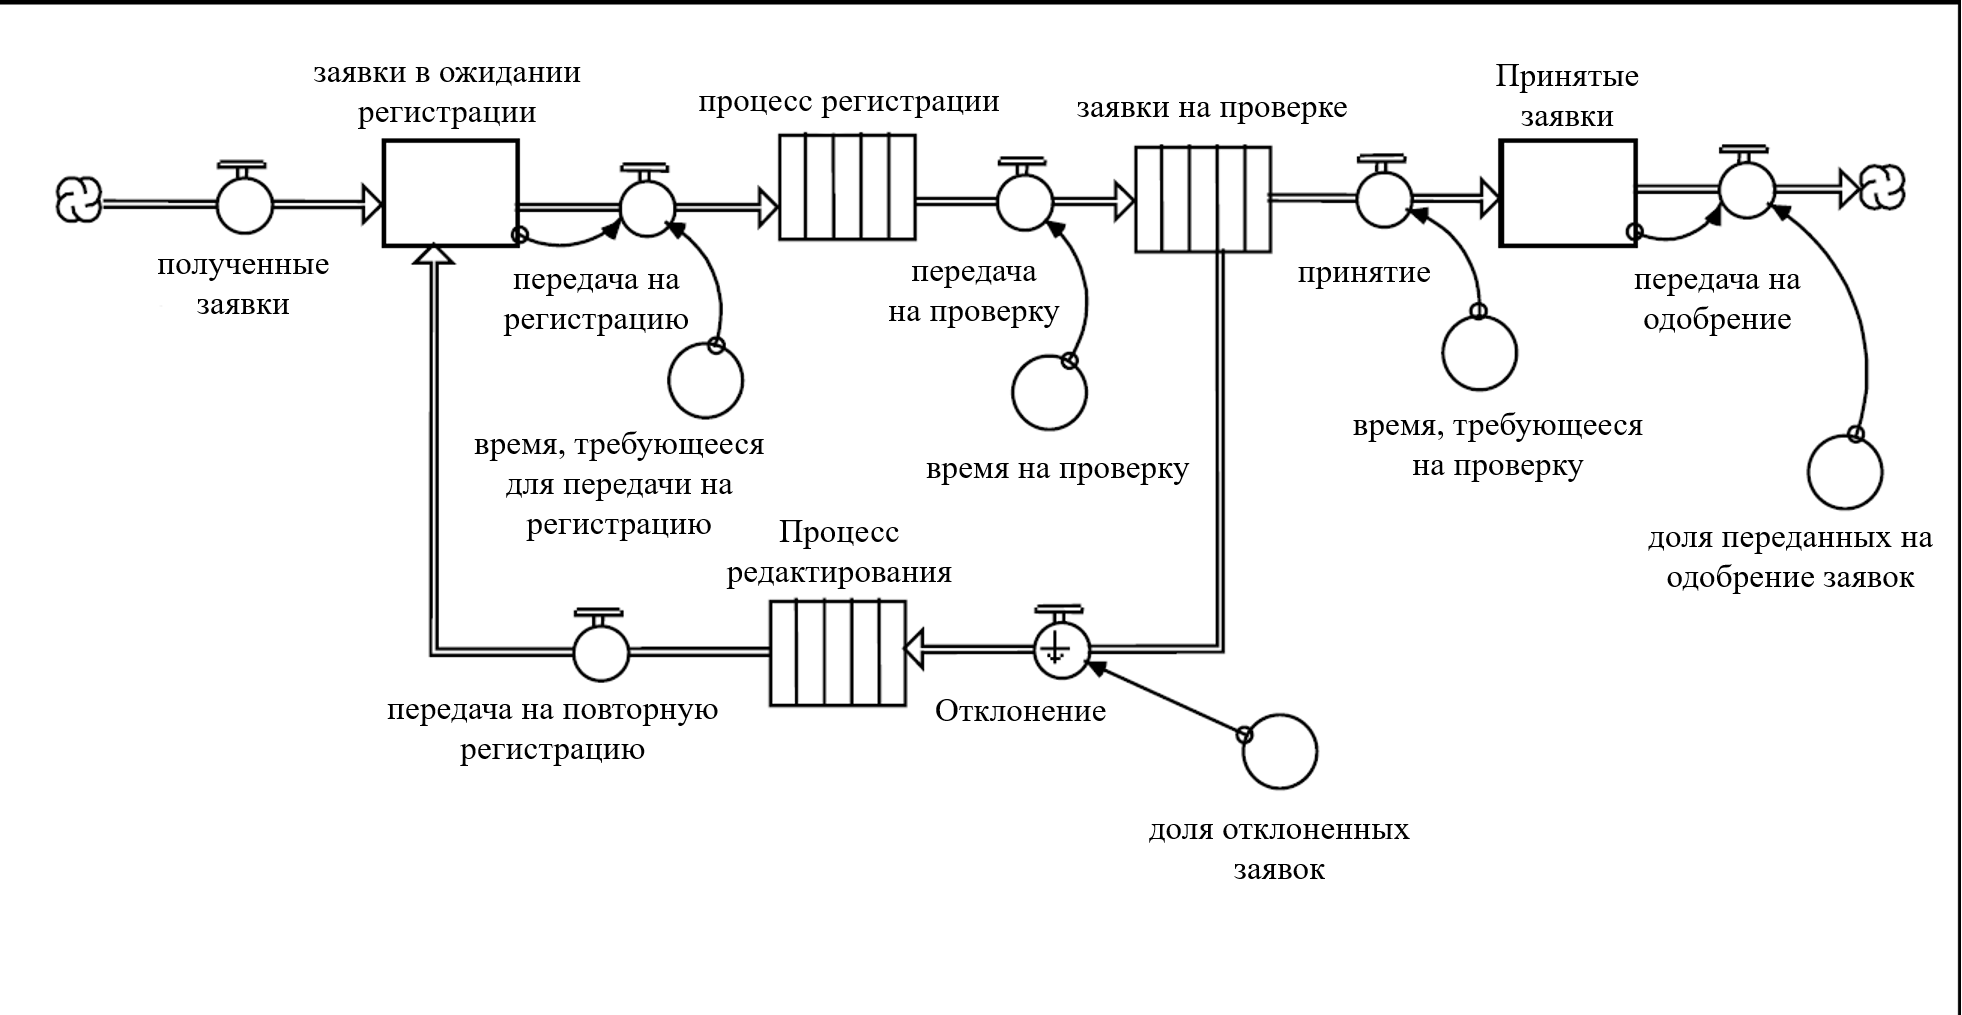 заявки в ожидании
регистрации
процесс регистрации
заявки на проверке
Принятые
заявки
полученные
заявки
передача на
регистрацию
передача
на проверку
принятие
передача на
одобрение
время, требующееся
для передачи на
регистрацию
время на проверку
время, требующееся
на проверку
доля переданных на
одобрение заявок
Процесс
редактирования
передача на повторную
регистрацию
Отклонение
доля отклоненных
заявок